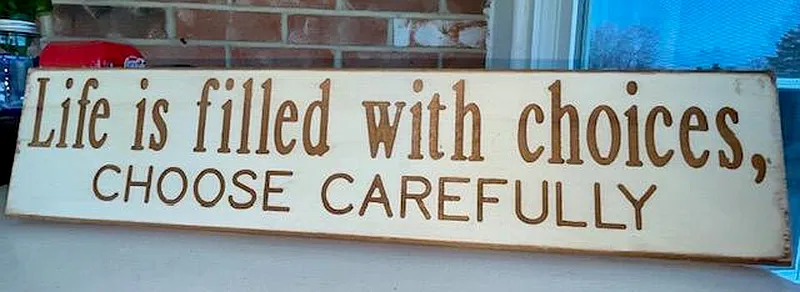 Life is filled with choices,
CHOOSE CAREFULLY